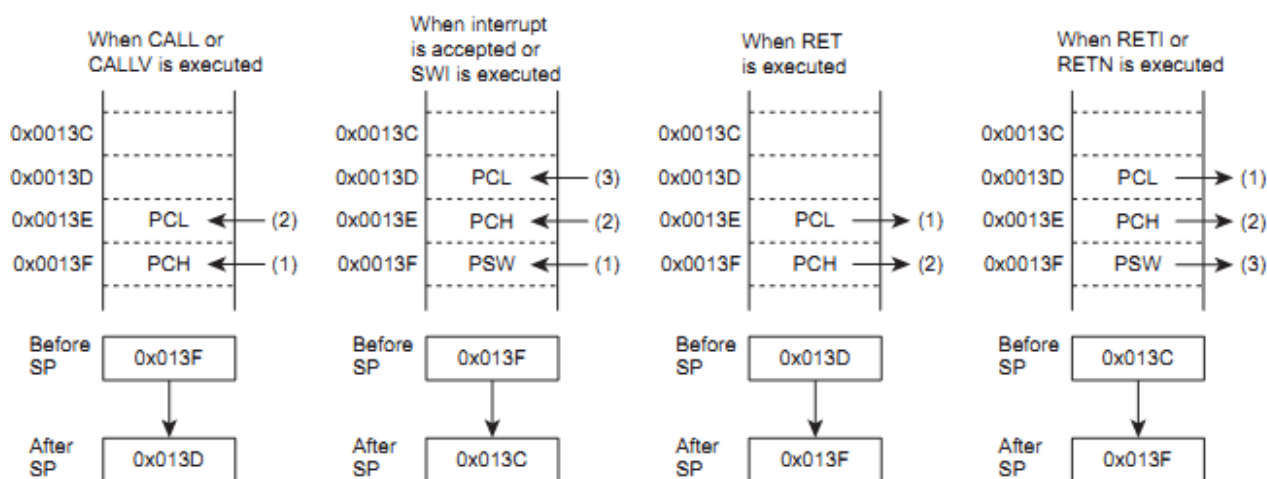 When CALL or
CALLV is executed
0x0013C
0x0013D
0x0013E PCL (2)
0x0013F PCH (1)
Before
SP
0x013F
After
SP
0x013D
When interrupt
is accepted or
SWI is executed
0x0013C
0x0013D PCL (3)
0x0013E PCH (2)
0x0013F PSW (1)
Before
SP
0x013F
After
SP
0x013C
When RET
is executed
0x0013C
0x0013D
0x0013E PCL (1)
0x0013F PCH (2)
Before
SP
0x013D
After
SP
0x013F
When RETI or
RETN is executed
0x0013C
0x0013D PCL (1)
0x0013E PCH (2)
0x0013F PSW (3)
Before
SP
0x013C
After
SP
0x013F